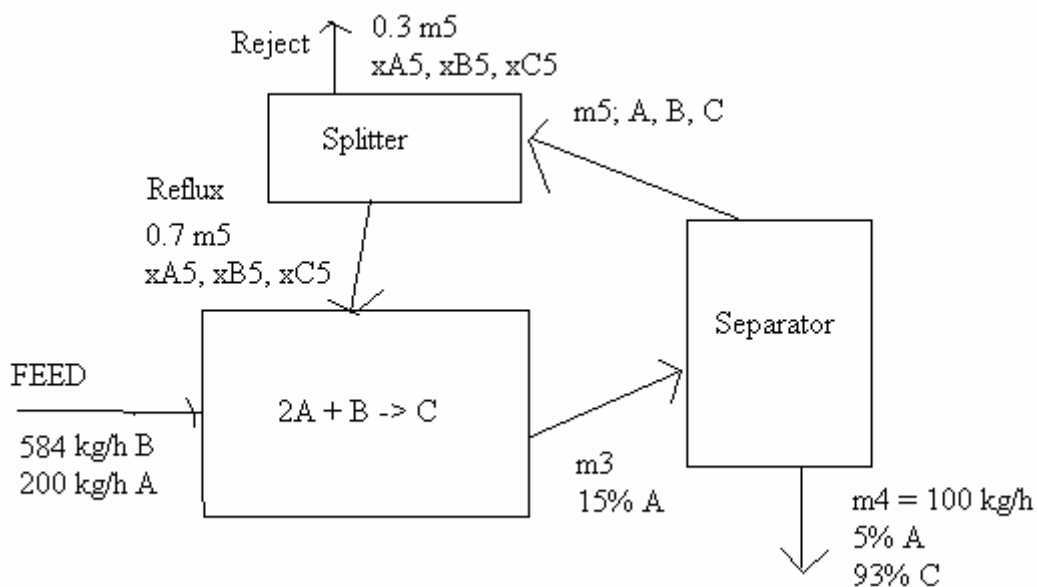 Reject
0.3 m5
xA5, xB5, xC5
Splitter
m5; A, B, C
Reflux
0.7 m5
xA5, xB5, xC5
Separator
FEED
584 kg/h B
200 kg/h A
2A + B -> C
m3
15% A
m4 = 100 kg/h
5% A
93% C